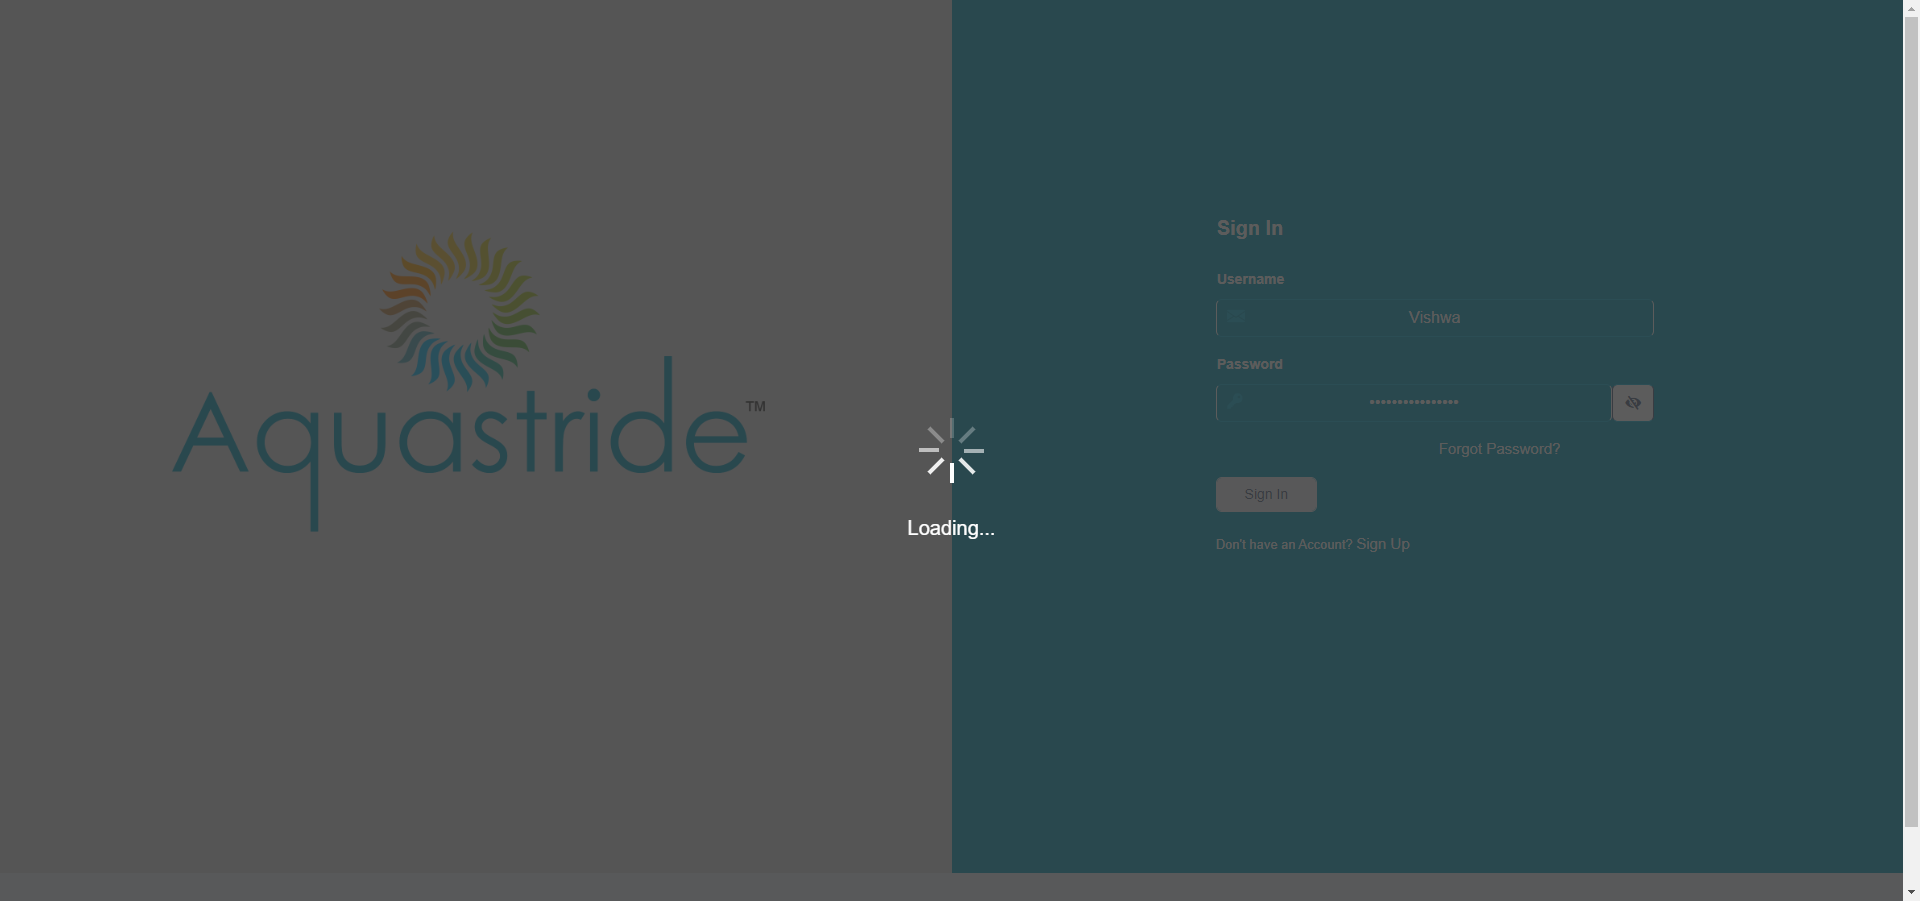 Aquastride™
Loading...
Sign In
Username
Vishwa
Password
••••••••••••••••
Forgot Password?
Sign In
Don't have an Account? Sign Up